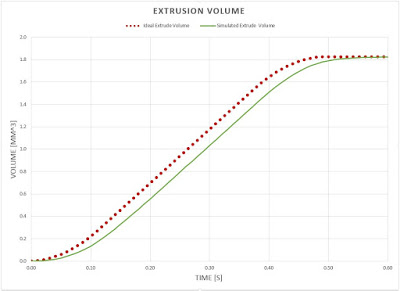 EXTRUSION VOLUME
Ideal Extrude Volume Simulated Extrude Volume
2.0
1.8
1.6
1.4
1.2
1.0
0.8
0.6
0.4
0.2
0.0
VOLUME [MM^3]
0.00 0.10 0.20 0.30 0.40 0.50 0.60
TIME [S]